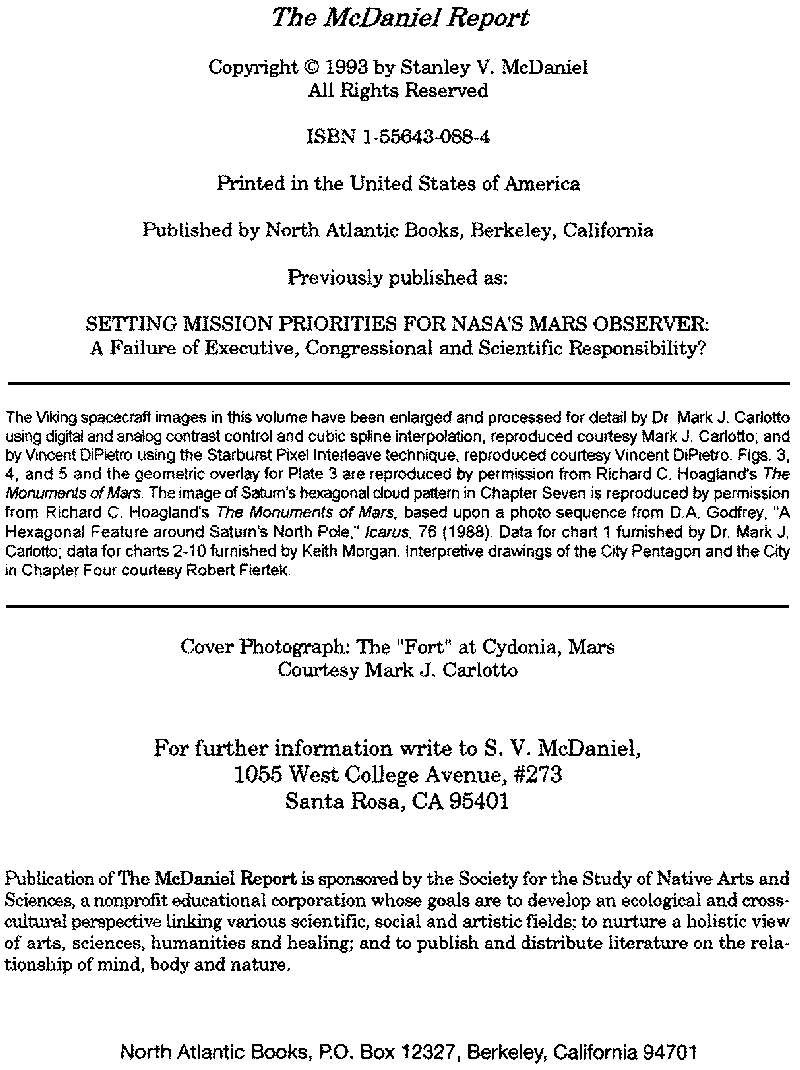 The McDaniel Report
Copyright © 1993 by Stanley V. McDaniel
All Rights Reserved
ISBN 1-55643-088-4
Printed in the United States of America
Published by North Atlantic Books, Berkeley, California
Previously published as:
SETTING MISSION PRIORITIES FOR NASA'S MARS OBSERVER:
A Failure of Executive, Congressional and Scientific Responsibility?
The Viking spacecraft images in this volume have been enlarged and processed for detail by Dr. Mark J. Carlotto
using digital and analog contrast control and cubic spline interpolation, reproduced courtesy Mark J. Carlotto; and
by Vincent DiPietro using the Starburst Pixel Interleave technique, reproduced courtesy Vincent DiPietro. Figs. 3,
4, and 5 and the geometric overlay for Plate 3 are reproduced by permission from Richard C. Hoagland's The
Monuments of Mars. The image of Saturn's hexagonal cloud pattern in Chapter Seven is reproduced by permission
from Richard C. Hoagland's The Monuments of Mars, based upon a photo sequence from D.A. Godfrey, "A
Hexagonal Feature around Saturn's North Pole," Icarus, 76 (1988). Data for chart 1 furnished by Dr. Mark J.
Carlotto; data for charts 2-10 furnished by Keith Morgan. Interpretive drawings of the City Pentagon and the City
in Chapter Four courtesy Robert Fiertek.
Cover Photograph: The "Fort" at Cydonia, Mars
Courtesy Mark J. Carlotto
For further information write to S. V. McDaniel,
1055 West College Avenue, #273
Santa Rosa, CA 95401
Publication of The McDaniel Report is sponsored by the Society for the Study of Native Arts and
Sciences, a nonprofit educational corporation whose goals are to develop an ecological and cross-
cultural perspective linking various scientific, social and artistic fields; to nurture a holistic view
of arts, sciences, humanities and healing; and to publish and distribute literature on the rela-
tionship of mind, body and nature.
North Atlantic Books, P.O. Box 12327, Berkeley, California 94701